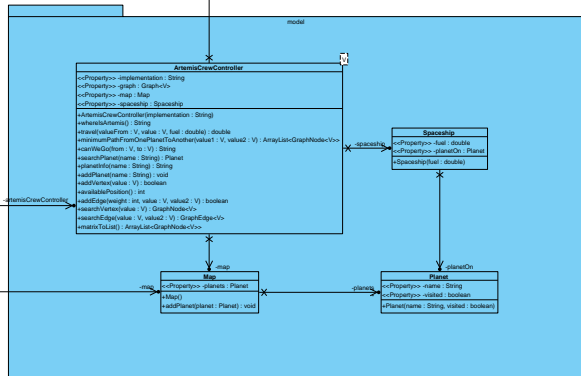 model
V
ArtemisCrewController
<<Property>> -implementation : String
<<Property>> -graph : Graph<V>
<<Property>> -map : Map
<<Property>> -spaceship : Spaceship
+ArtemisCrewController(implementation : String)
+whereIsArtemis() : String
+travel(valueFrom : V, value : V, fuel : double) : double
+minimumPathFromOnePlanetToAnother(value1 : V, value2 : V) : ArrayList<GraphNode<V>>
+canWeGo(from : V, to : V) : String
+searchPlanet(name : String) : Planet
+planetInfo(name : String) : String
+addPlanet(name : String) : void
+addVertex(value : V) : boolean
+availablePosition() : int
+addEdge(weight : int, value : V, value2 : V) : boolean
+searchVertex(value : V) : GraphNode<V>
+searchEdge(value : V, value2 : V) : GraphEdge<V>
+matrixToList() : ArrayList<GraphNode<V>>
-artemisCrewController
-spaceship
Spaceship
<<Property>> -fuel : double
<<Property>> -planetOn : Planet
+Spaceship(fuel : double)
-map
-planetOn
-map
Map
<<Property>> -planets : Planet
+Map()
+addPlanet(planet : Planet) : void
-planets
Planet
<<Property>> -name : String
<<Property>> -visited : boolean
+Planet(name : String, visited : boolean)